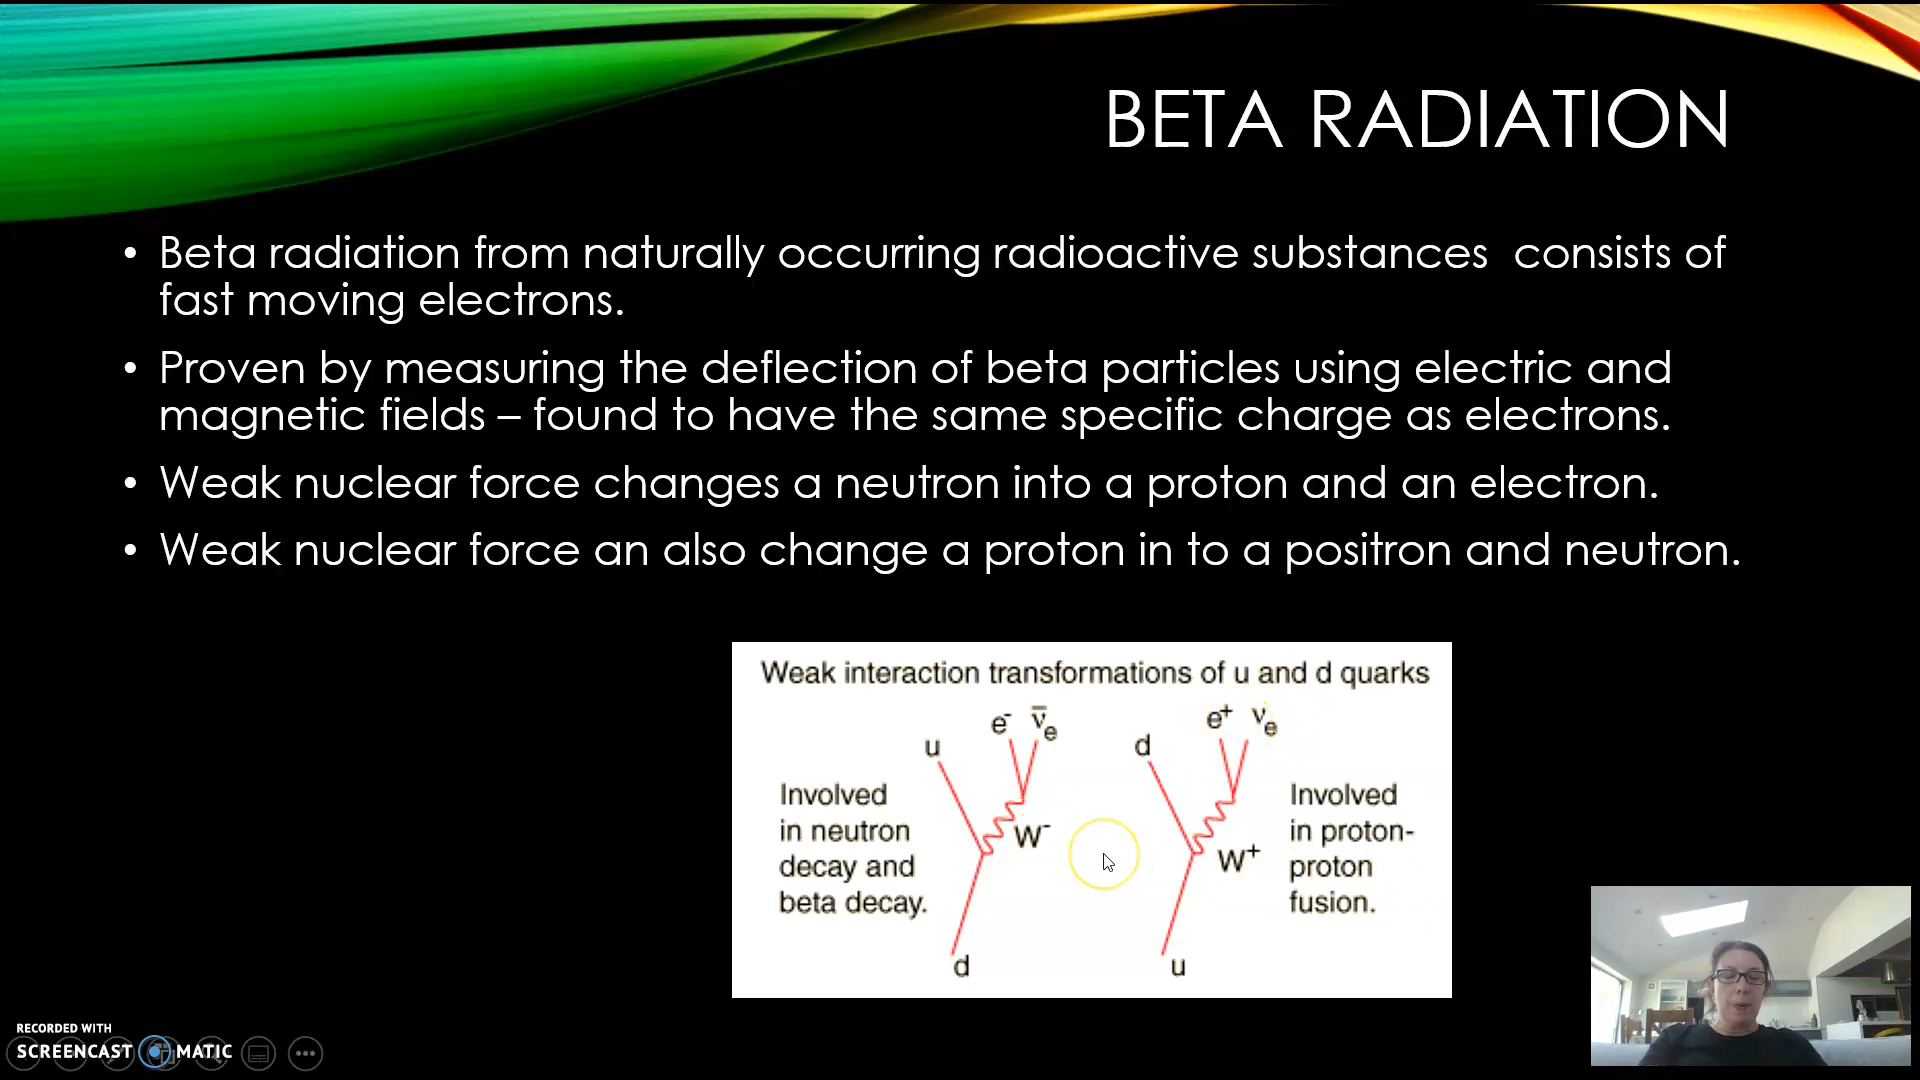 BETA RADIATION
• Beta radiation from naturally occurring radioactive substances  consists of
fast moving electrons.
• Proven by measuring the deflection of beta particles using electric and
magnetic fields – found to have the same specific charge as electrons.
• Weak nuclear force changes a neutron into a proton and an electron.
• Weak nuclear force an also change a proton in to a positron and neutron.
Weak interaction transformations of u and d quarks
u e⁻ ν̅ₑ
Involved
in neutron
decay and
beta decay.
W⁻
d
d e⁺ νₑ
W⁺
u
Involved
in proton-
proton
fusion.
RECORDED WITH
SCREENCAST MATIC